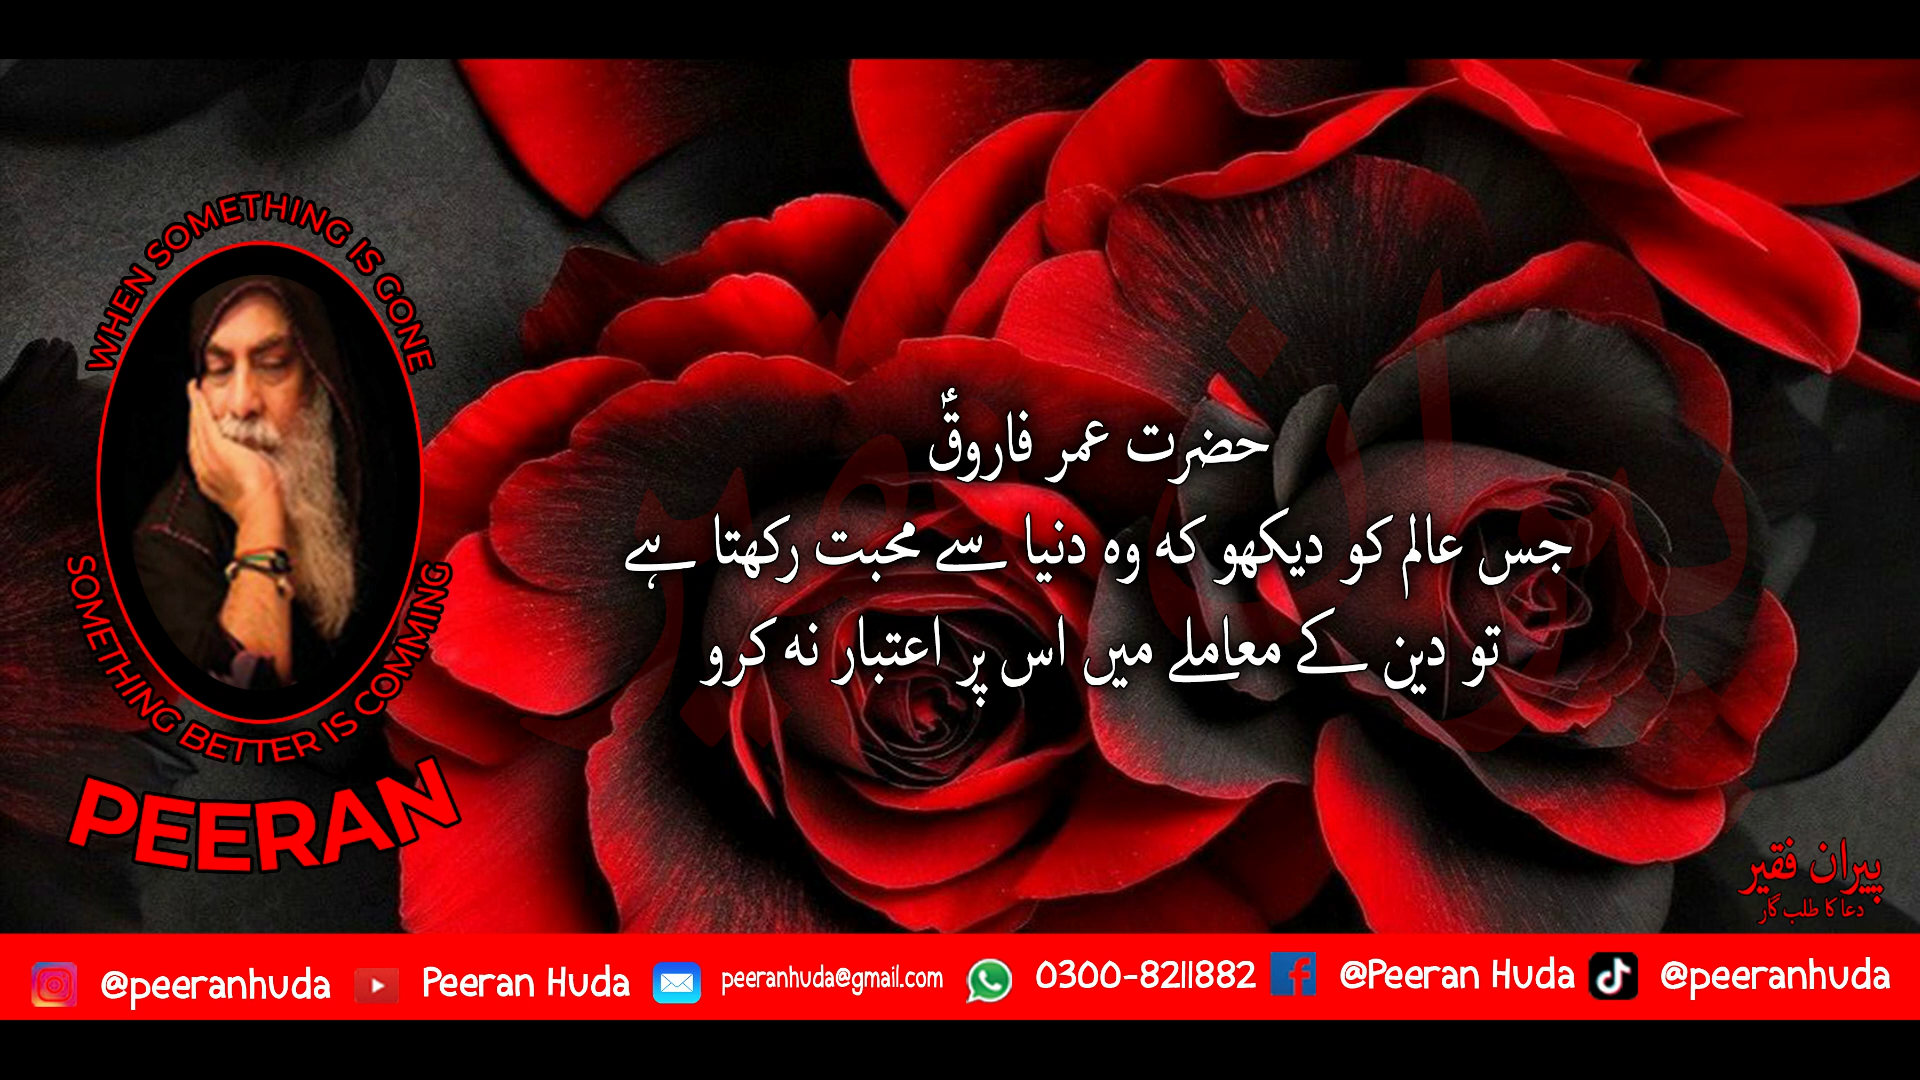 WHEN SOMETHING IS GONE
SOMETHING BETTER IS COMMING
PEERAN
حضرت عمر فاروقؓ
جس عالم کو دیکھو کہ وہ دنیا سے محبت رکھتا ہے
تو دین کے معاملے میں اس پر اعتبار نہ کرو
پیران فقیر
دعا کا طلب گار
@peeranhuda
Peeran Huda
peeranhuda@gmail.com
0300-8211882
@Peeran Huda
@peeranhuda